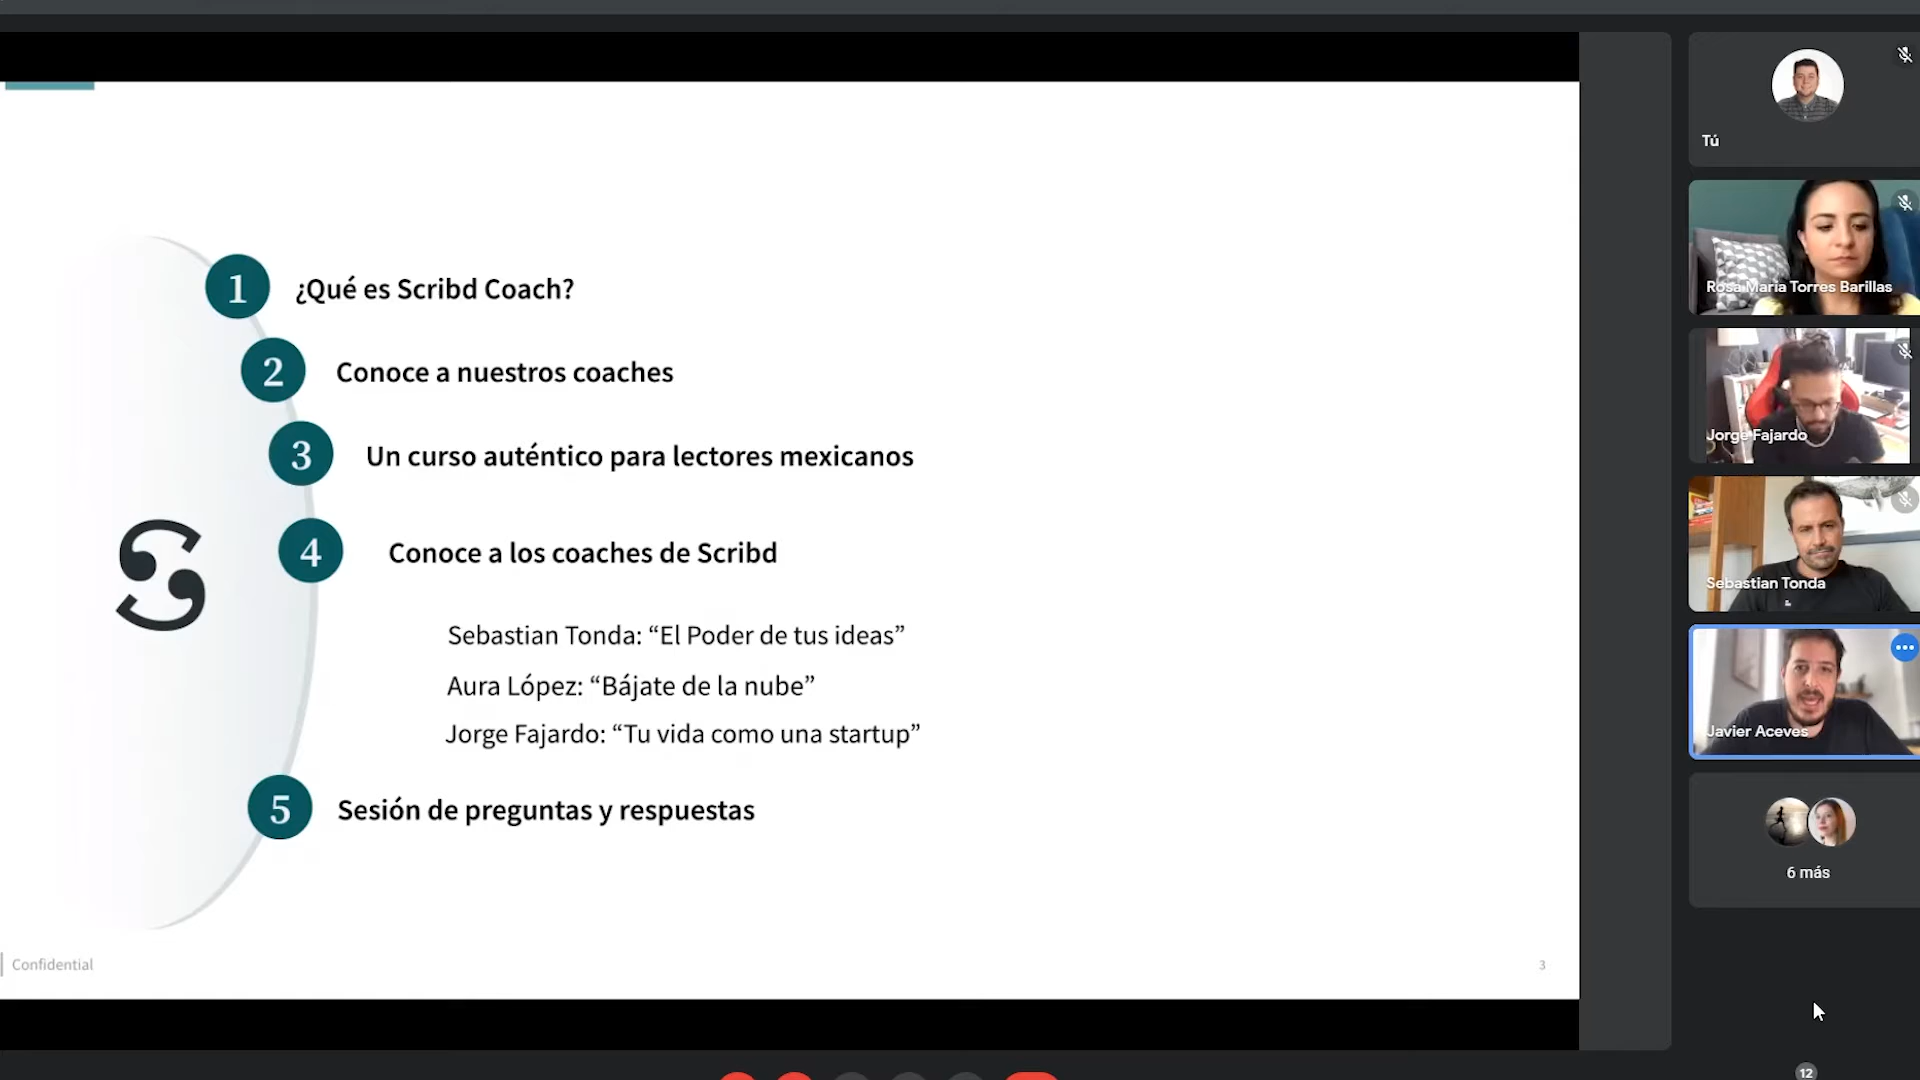 1 ¿Qué es Scribd Coach?
2 Conoce a nuestros coaches
3 Un curso auténtico para lectores mexicanos
4 Conoce a los coaches de Scribd
Sebastian Tonda: “El Poder de tus ideas”
Aura López: “Bájate de la nube”
Jorge Fajardo: “Tu vida como una startup”
5 Sesión de preguntas y respuestas
Confidential
3
Tú
Rosa María Torres Barillas
Jorge Fajardo
Sebastian Tonda
Javier Aceves
6 más
12